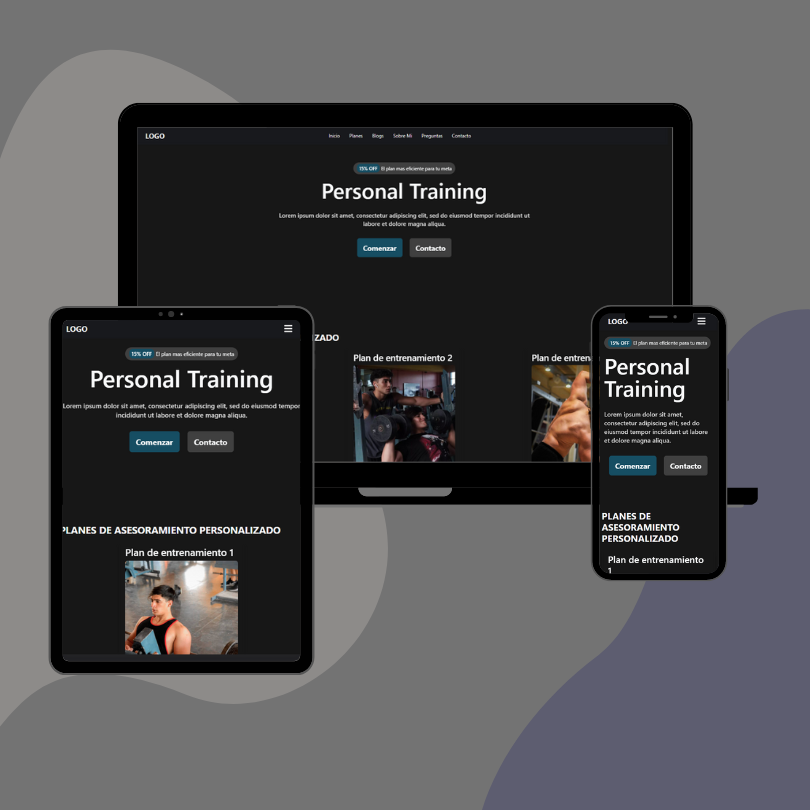 LOGO
Inicio Planes Blogs Sobre Mi Preguntas Contacto
15% OFF El plan mas eficiente para tu meta
Personal Training
Lorem ipsum dolor sit amet, consectetur adipiscing elit, sed do eiusmod tempor incididunt ut
labore et dolore magna aliqua.
Comenzar Contacto
ZADO
Plan de entrenamiento 2
Plan de entren
LOGO
15% OFF El plan mas eficiente para tu meta
Personal Training
Lorem ipsum dolor sit amet, consectetur adipiscing elit, sed do eiusmod tempor
incididunt ut labore et dolore magna aliqua.
Comenzar Contacto
PLANES DE ASESORAMIENTO PERSONALIZADO
Plan de entrenamiento 1
LOGO
15% OFF El plan mas eficiente para tu meta
Personal
Training
Lorem ipsum dolor sit amet,
consectetur adipiscing elit, sed do
eiusmod tempor incididunt ut labore
et dolore magna aliqua.
Comenzar Contacto
PLANES DE
ASESORAMIENTO
PERSONALIZADO
Plan de entrenamiento
1